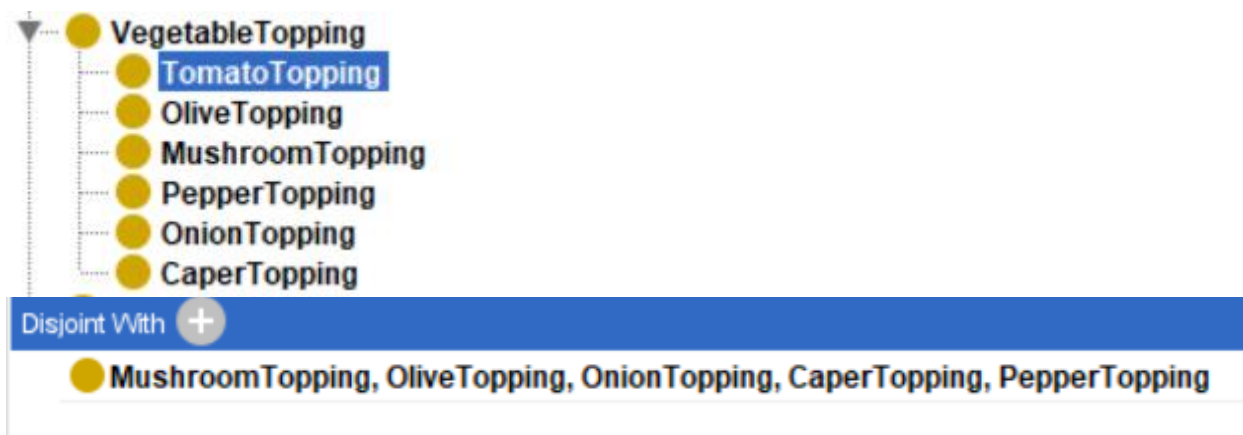 VegetableTopping
TomatoTopping
OliveTopping
MushroomTopping
PepperTopping
OnionTopping
CaperTopping
Disjoint With +
MushroomTopping, OliveTopping, OnionTopping, CaperTopping, PepperTopping